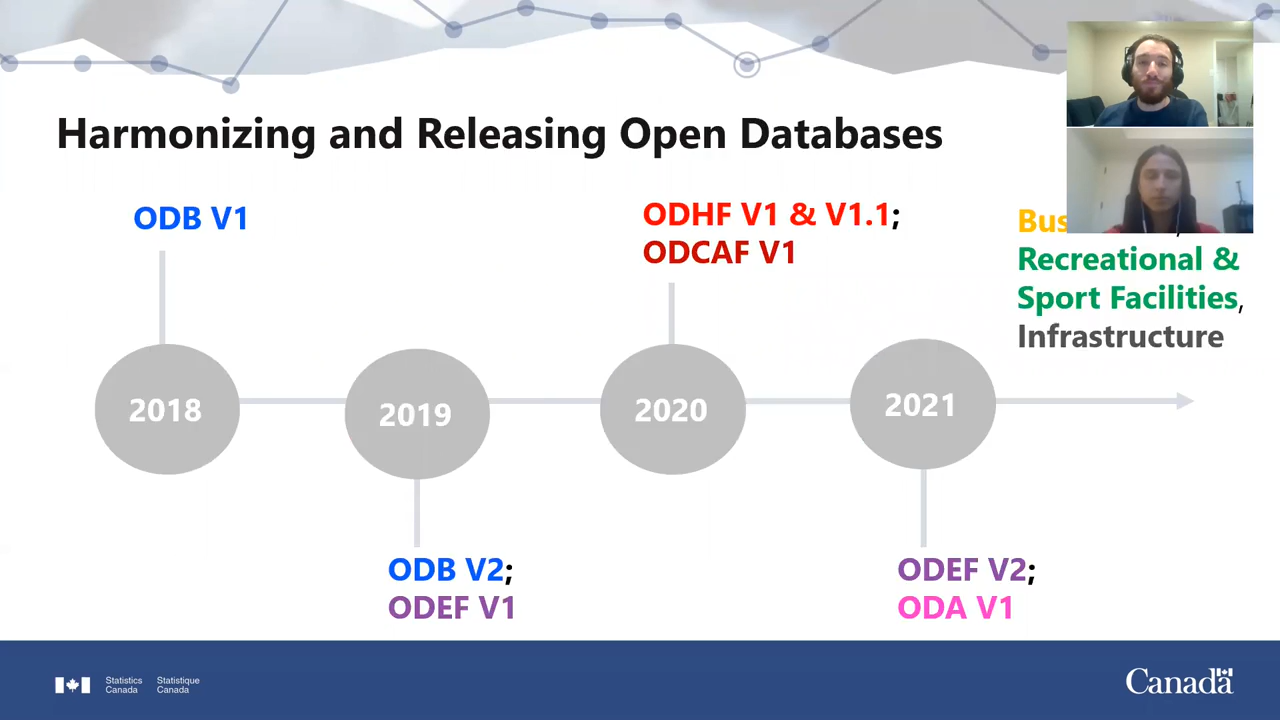 Harmonizing and Releasing Open Databases
ODB V1
ODHF V1 & V1.1;
ODCAF V1
Recreational &
Sport Facilities,
Infrastructure
2018
2019
2020
2021
ODB V2;
ODEF V1
ODEF V2;
ODA V1
Statistics
Canada
Statistique
Canada
Canada